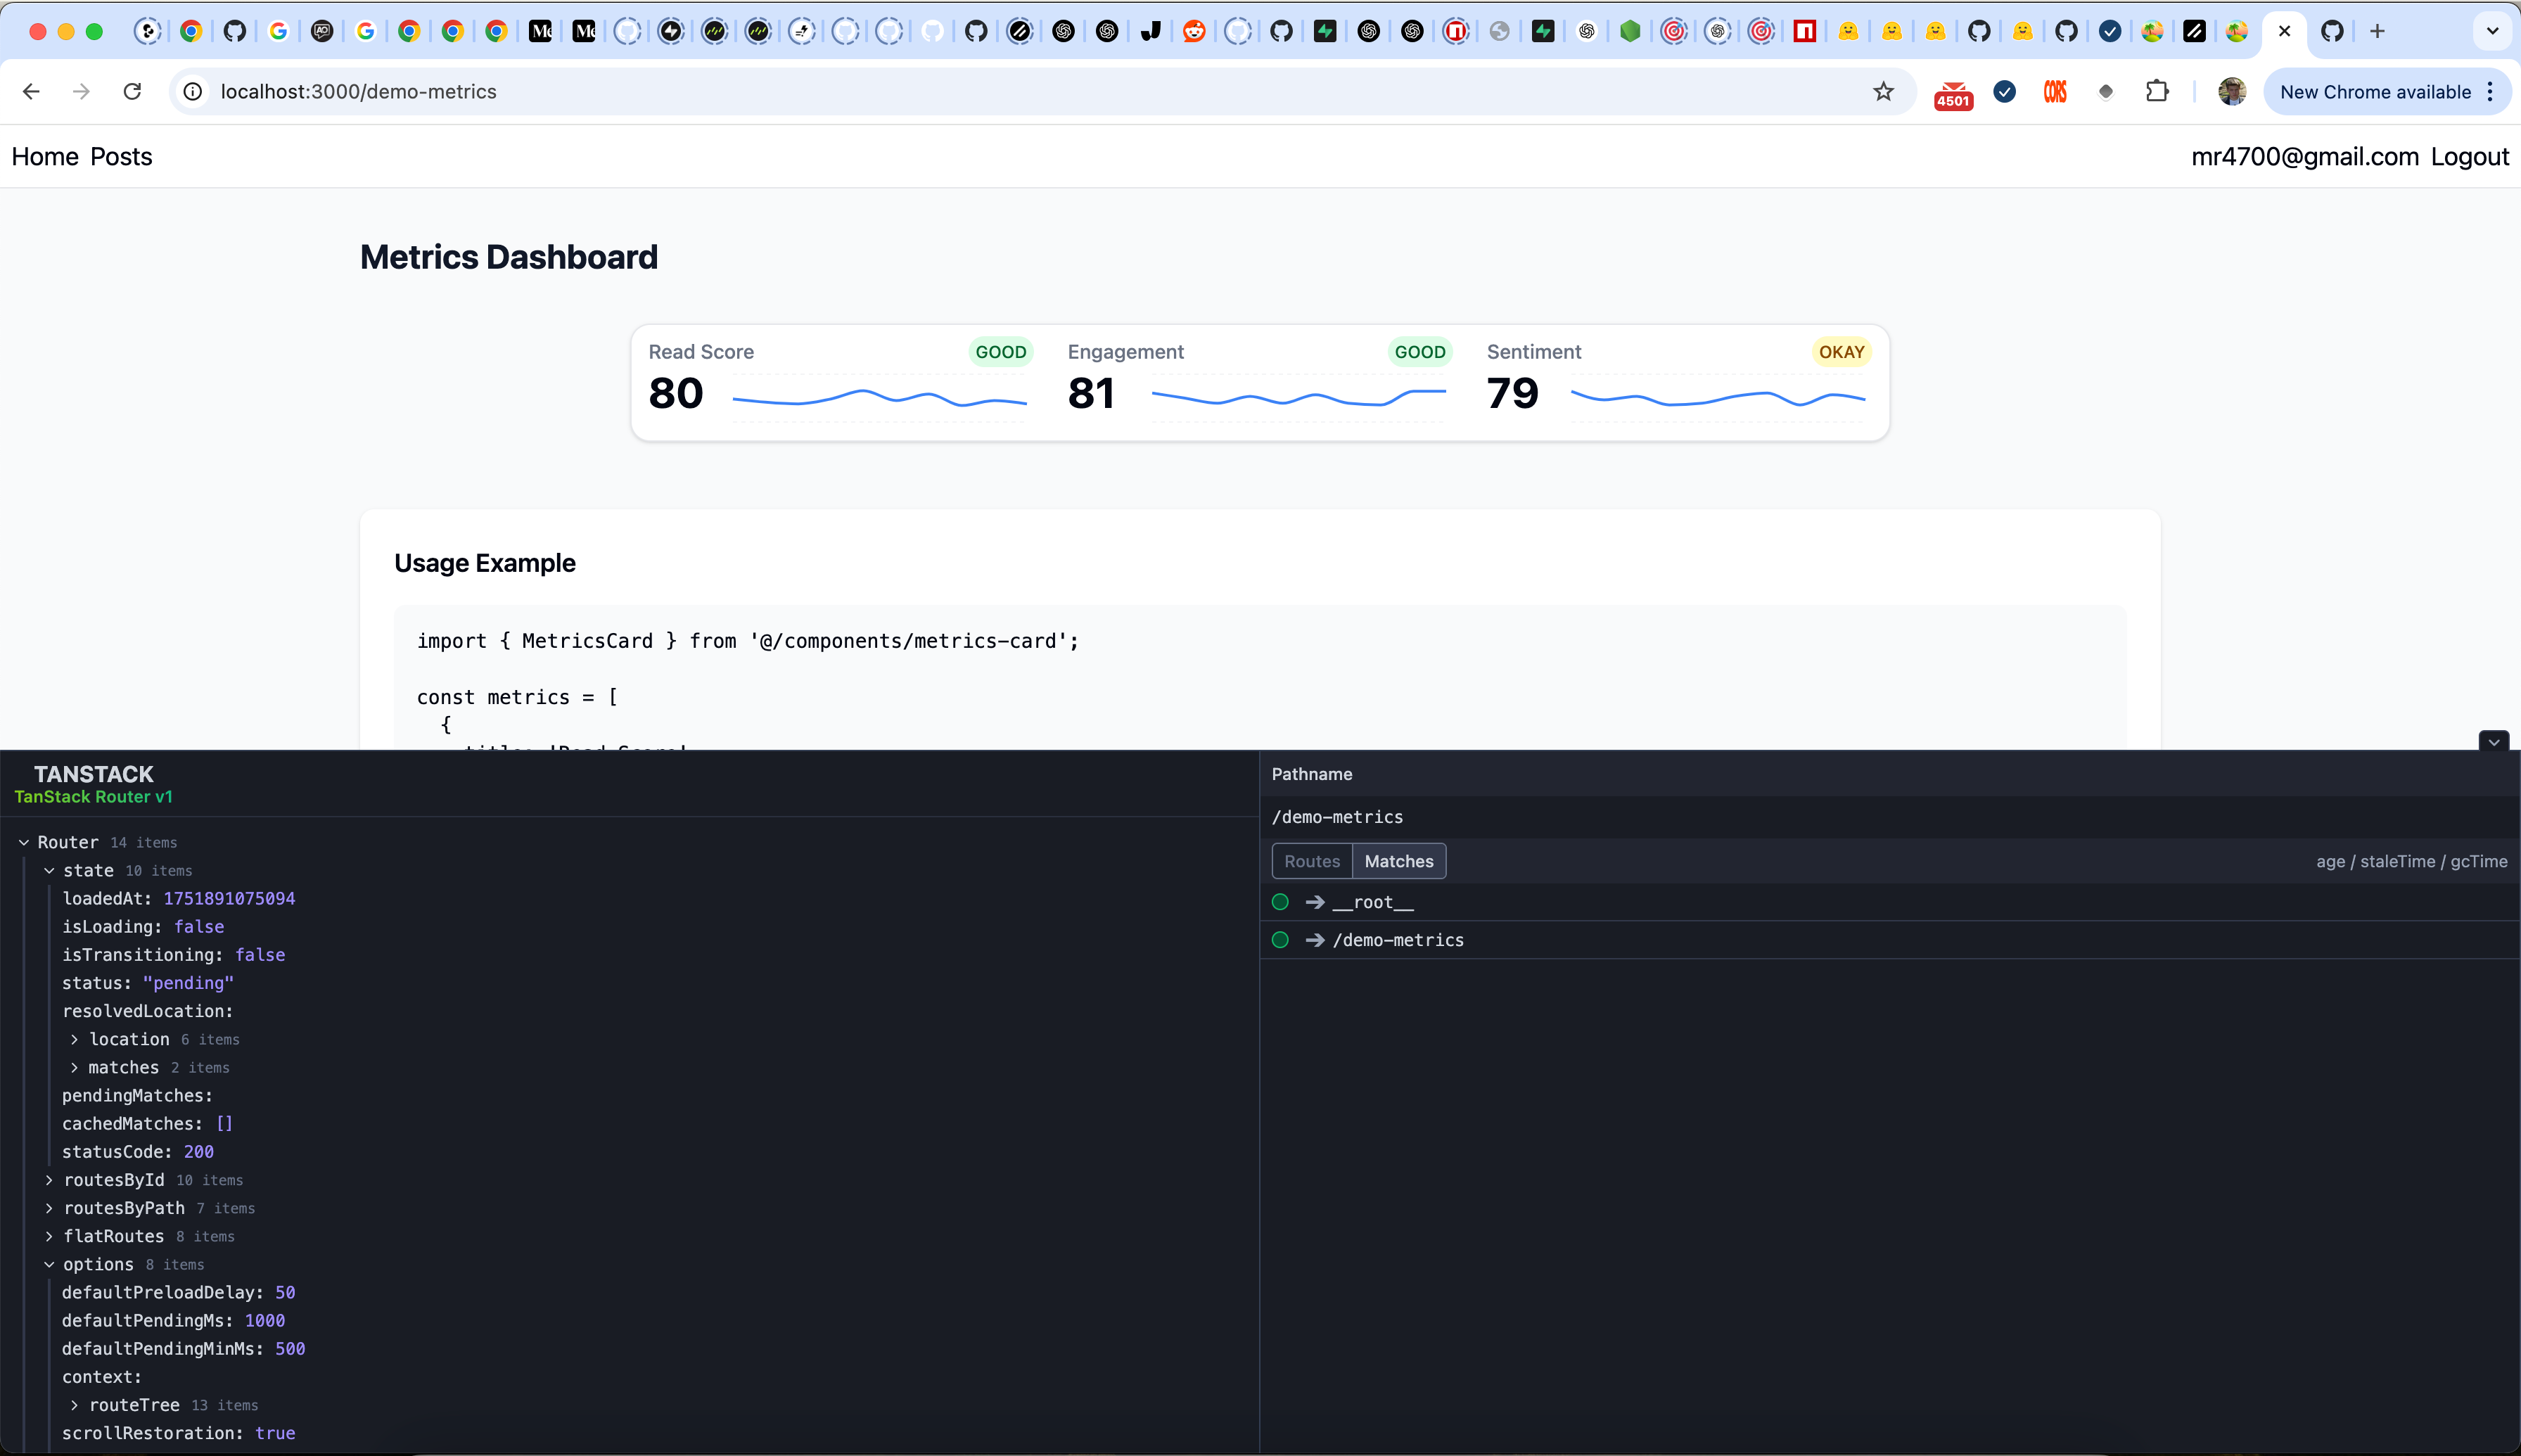 localhost:3000/demo-metrics
4501
CORS
New Chrome available
Home Posts
mr4700@gmail.com Logout
Metrics Dashboard
Read Score GOOD
80
Engagement GOOD
81
Sentiment OKAY
79
Usage Example
import { MetricsCard } from '@/components/metrics-card';
const metrics = [
{
title: 'Read Score'
TANSTACK
TanStack Router v1
Router 14 items
state 10 items
loadedAt: 1751891075094
isLoading: false
isTransitioning: false
status: "pending"
resolvedLocation:
location 6 items
matches 2 items
pendingMatches:
cachedMatches: []
statusCode: 200
routesById 10 items
routesByPath 7 items
flatRoutes 8 items
options 8 items
defaultPreloadDelay: 50
defaultPendingMs: 1000
defaultPendingMinMs: 500
context:
routeTree 13 items
scrollRestoration: true
Pathname
/demo-metrics
Routes Matches
age / staleTime / gcTime
__root__
/demo-metrics